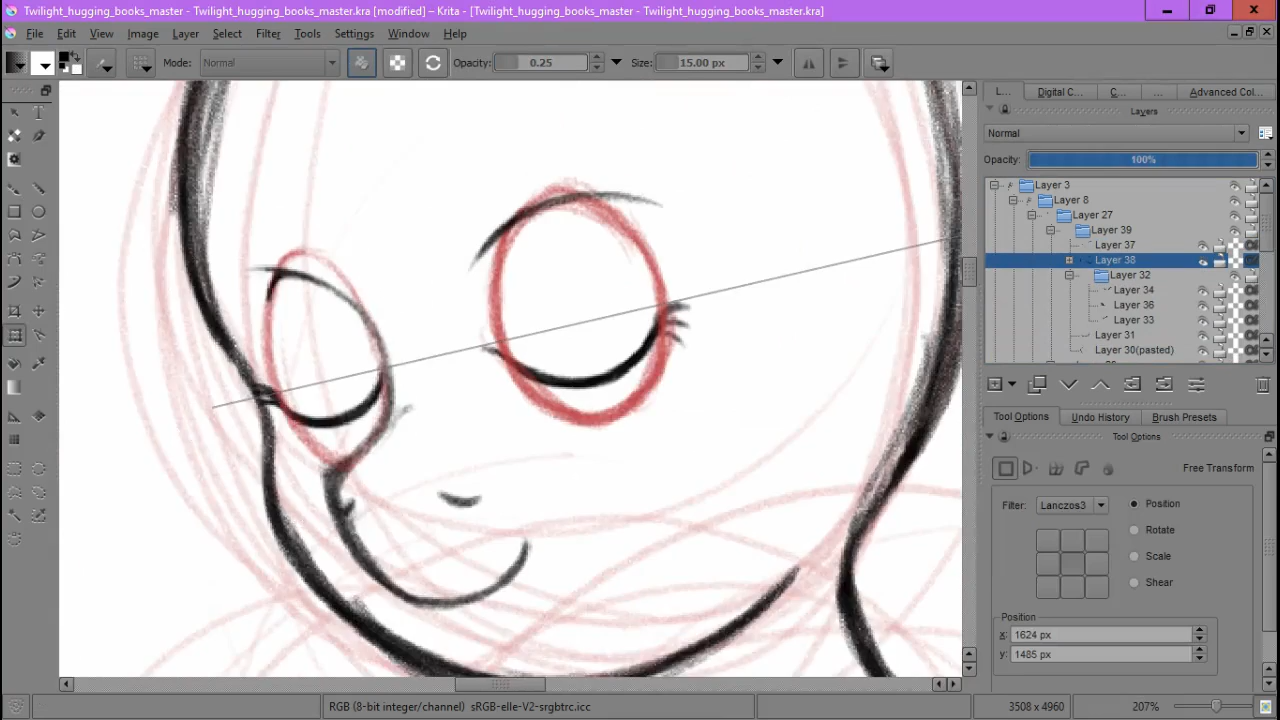 Twilight_hugging_books_master.kra [modified] – Krita - [Twilight_hugging_books_master - Twilight_hugging_books_master.kra]
File Edit View Image Layer Select Filter Tools Settings Window Help
Mode: Normal Opacity: 0.25 Size: 15.00 px
L... Digital C... C... ... Advanced Col...
Layers
Normal
Opacity: 100%
Layer 3
Layer 8
Layer 27
Layer 39
Layer 37
Layer 38
Layer 32
Layer 34
Layer 36
Layer 33
Layer 31
Layer 30(pasted)
Tool Options Undo History Brush Presets
Tool Options
Free Transform
Filter: Lanczos3 Position
Rotate
Scale
Shear
Position
x: 1624 px
y: 1485 px
RGB (8-bit integer/channel) sRGB-elle-V2-srgbtrc.icc 3508 x 4960 207%